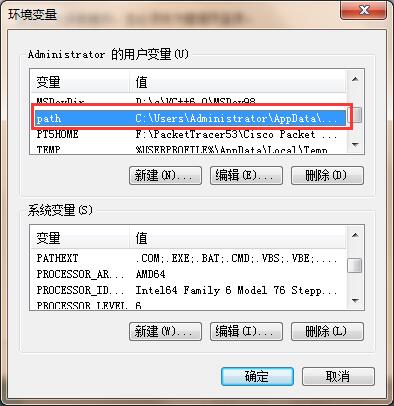 环境变量
Administrator 的用户变量(U)
变量 值
MSDevDir D:\c\VC++6.0\MSDev98
path C:\Users\Administrator\AppData\...
PT5HOME F:\PacketTracer53\Cisco Packet ...
TEMP %USERPROFILE%\AppData\Local\Temp
新建(N)... 编辑(E)... 删除(D)
系统变量(S)
变量 值
PATHEXT .COM;.EXE;.BAT;.CMD;.VBS;.VBE;....
PROCESSOR_AR... AMD64
PROCESSOR_ID... Intel64 Family 6 Model 76 Stepp...
PROCESSOR_LEVEL 6
新建(W)... 编辑(I)... 删除(L)
确定 取消